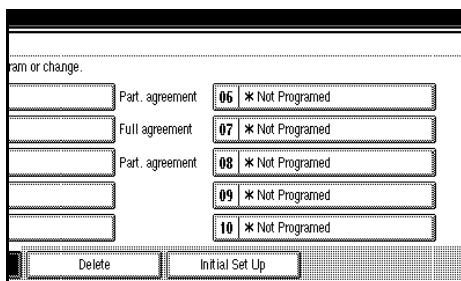 ram or change.
Part. agreement 06 * Not Programed
Full agreement 07 * Not Programed
Part. agreement 08 * Not Programed
09 * Not Programed
10 * Not Programed
Delete Initial Set Up